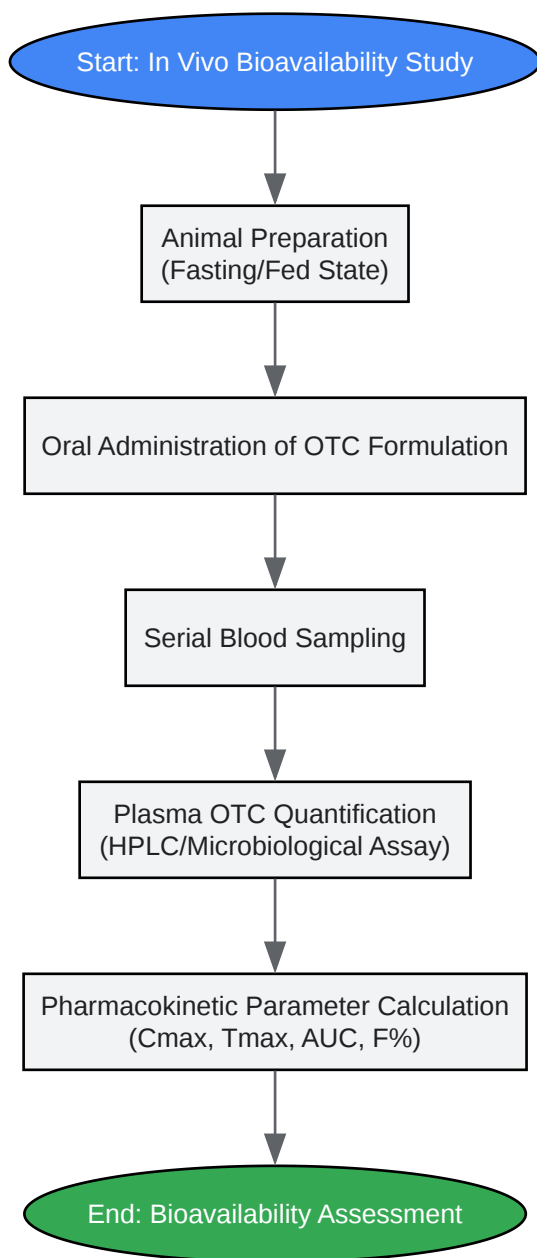 Start: In Vivo Bioavailability Study
Animal Preparation
(Fasting/Fed State)
Oral Administration of OTC Formulation
Serial Blood Sampling
Plasma OTC Quantification
(HPLC/Microbiological Assay)
Pharmacokinetic Parameter Calculation
(Cmax, Tmax, AUC, F%)
End: Bioavailability Assessment